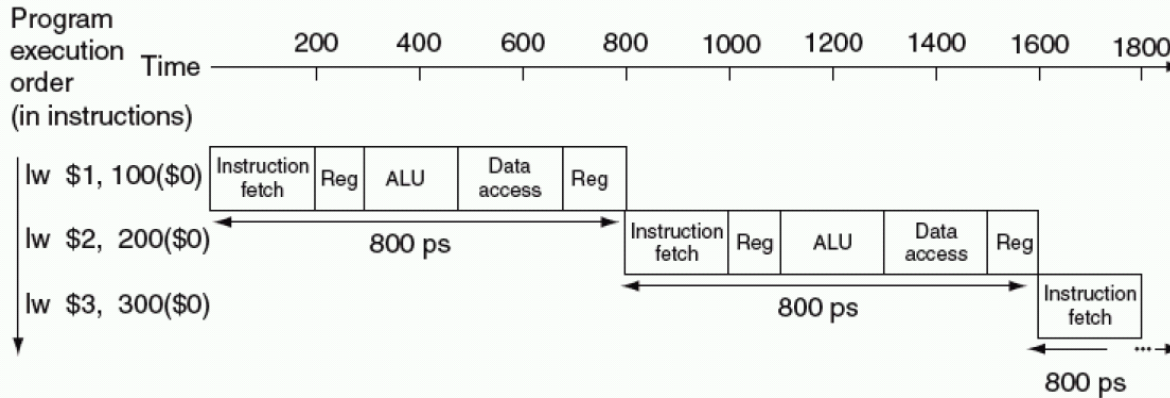 Program
execution
order
(in instructions)
Time
200 400 600 800 1000 1200 1400 1600 1800
lw $1, 100($0)
Instruction
fetch
Reg
ALU
Data
access
Reg
800 ps
lw $2, 200($0)
Instruction
fetch
Reg
ALU
Data
access
Reg
800 ps
lw $3, 300($0)
Instruction
fetch
...
800 ps